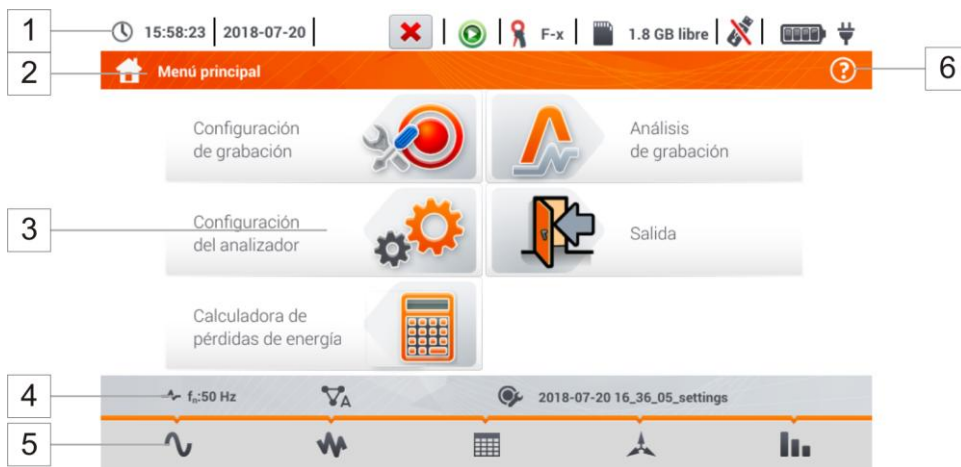 1
15:58:23 2018-07-20 F-x 1.8 GB libre
2
Menú principal
?
6
Configuración
de grabación
Análisis
de grabación
3
Configuración
del analizador
Salida
Calculadora de
pérdidas de energía
4
fn:50 Hz
A
2018-07-20 16_36_05_settings
5